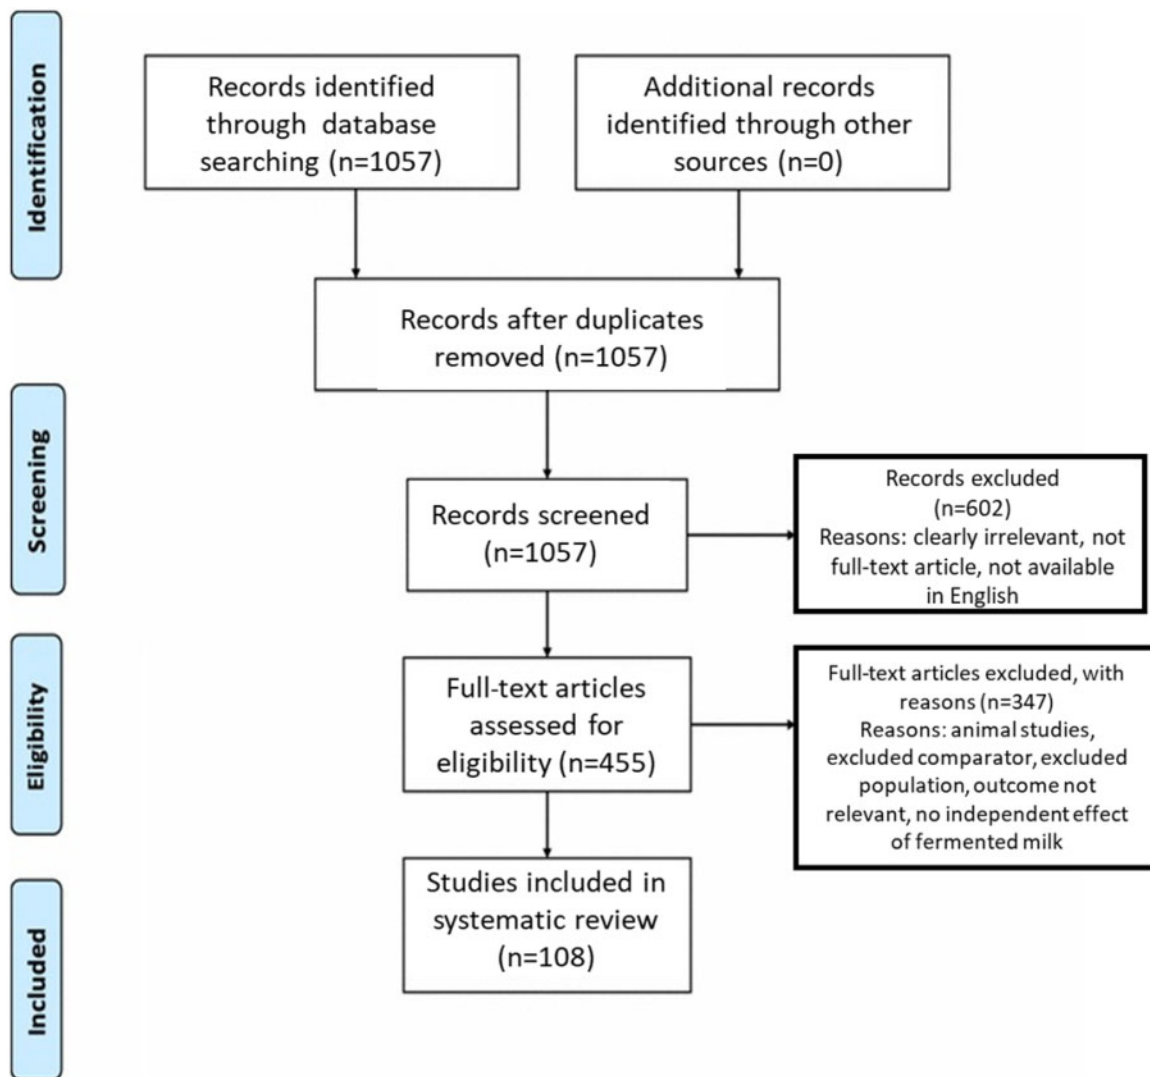 Identification
Records identified
through database
searching (n=1057)
Additional records
identified through other
sources (n=0)
Records after duplicates
removed (n=1057)
Screening
Records screened
(n=1057)
Records excluded
(n=602)
Reasons: clearly irrelevant, not
full-text article, not available
in English
Eligibility
Full-text articles
assessed for
eligibility (n=455)
Full-text articles excluded, with
reasons (n=347)
Reasons: animal studies,
excluded comparator, excluded
population, outcome not
relevant, no independent effect
of fermented milk
Included
Studies included in
systematic review
(n=108)